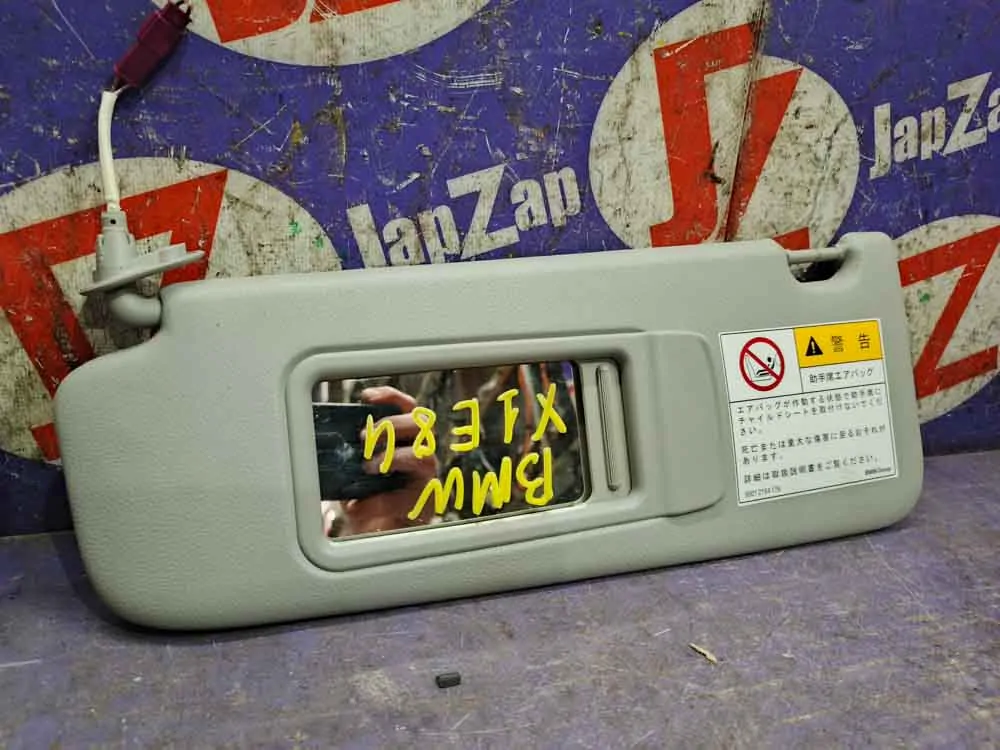 JapZap
JapZap
X1E84
BMW
警告
助手席エアバッグ
エアバッグが作動する状態で助手席に
チャイルドシートを取付けないでくだ
さい。
死亡または重大な傷害に至るおそれが
あります。
詳細は取扱説明書をご覧ください。